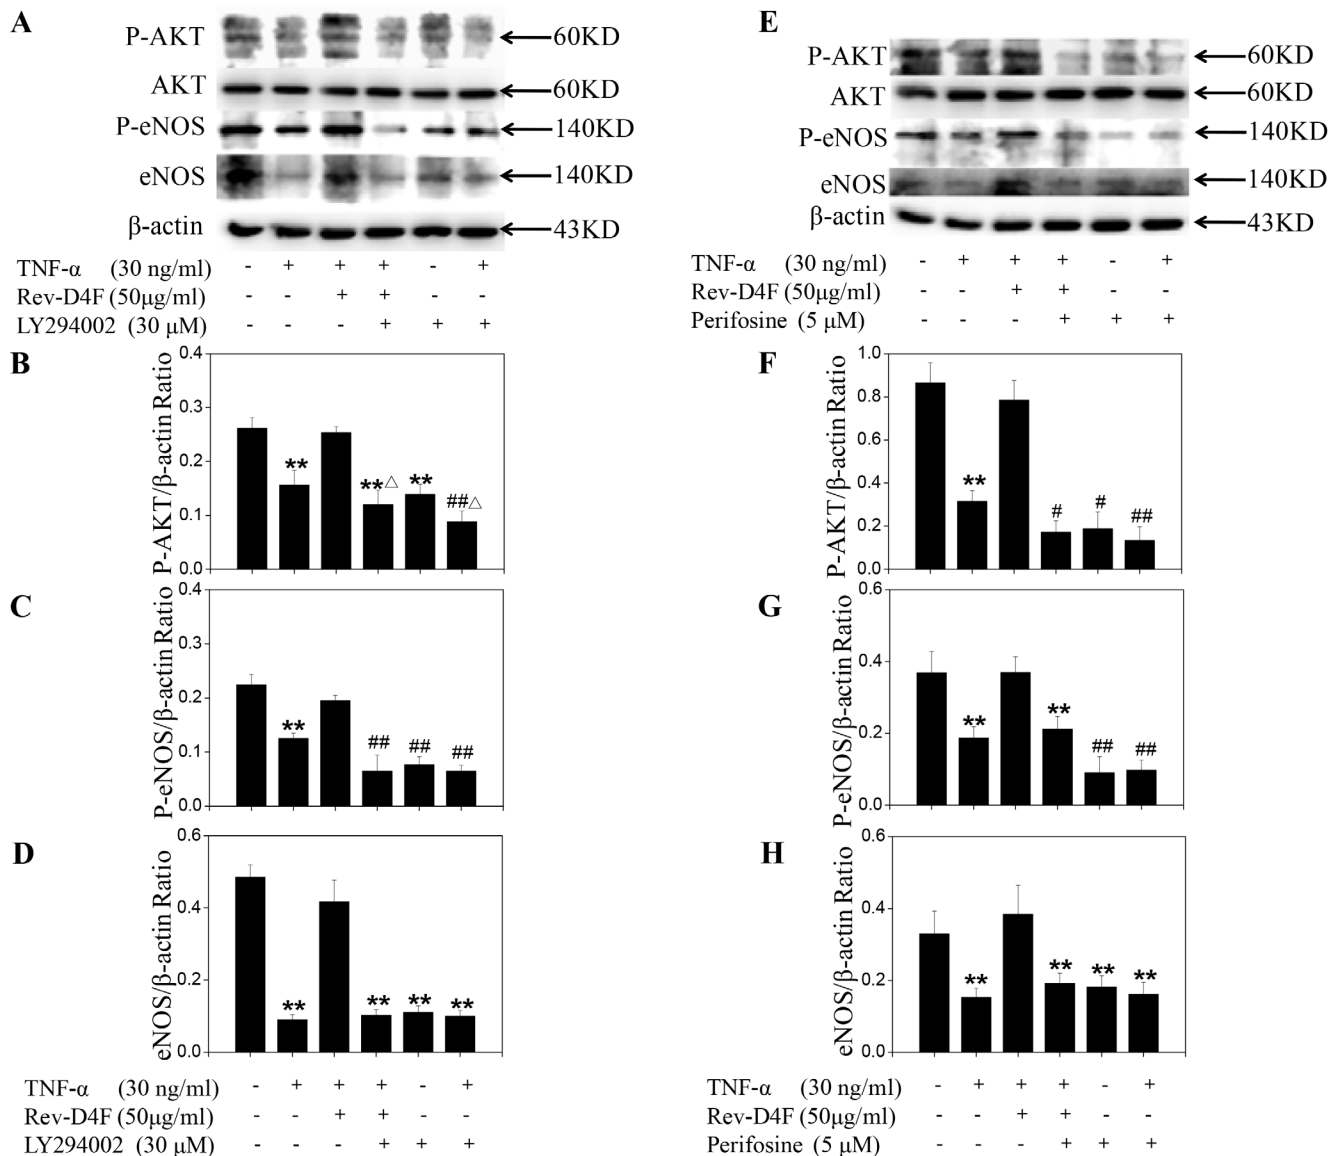 A
P-AKT
60KD
AKT
60KD
P-eNOS
140KD
eNOS
140KD
β-actin
43KD
TNF-α (30 ng/ml) - + + + - +
Rev-D4F (50μg/ml) - - + + - -
LY294002 (30 μM) - - - + + +
B
P-AKT/β-actin Ratio
0.4
0.3
0.2
0.1
0.0
** **△ ** ##△
C
P-eNOS/β-actin Ratio
0.4
0.3
0.2
0.1
0.0
** ## ## ##
D
eNOS/β-actin Ratio
0.6
0.4
0.2
0.0
** ** ** **
TNF-α (30 ng/ml) - + + + - +
Rev-D4F (50μg/ml) - - + + - -
LY294002 (30 μM) - - - + + +
E
P-AKT
60KD
AKT
60KD
P-eNOS
140KD
eNOS
140KD
β-actin
43KD
TNF-α (30 ng/ml) - + + + - +
Rev-D4F (50μg/ml) - - + + - -
Perifosine (5 μM) - - - + + +
F
P-AKT/β-actin Ratio
1.0
0.8
0.6
0.4
0.2
0.0
** # # ##
G
P-eNOS/β-actin Ratio
0.6
0.4
0.2
0.0
** ** ## ##
H
eNOS/β-actin Ratio
0.6
0.4
0.2
0.0
** ** ** **
TNF-α (30 ng/ml) - + + + - +
Rev-D4F (50μg/ml) - - + + - -
Perifosine (5 μM) - - - + + +